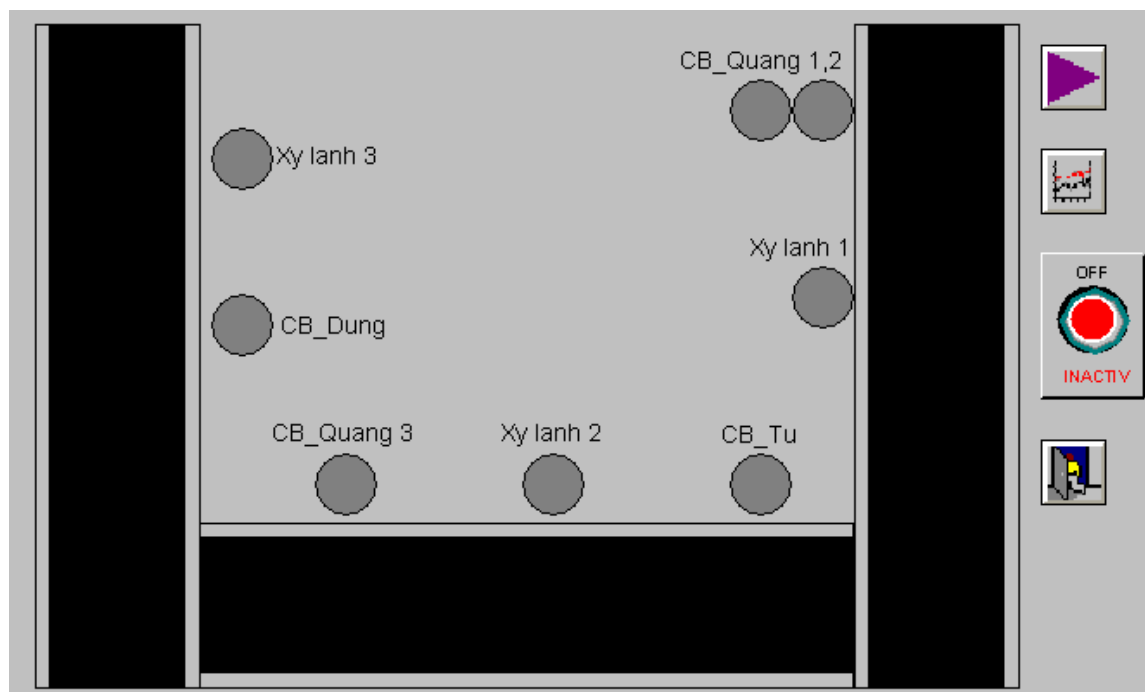 CB_Quang 1,2
Xy lanh 3
Xy lanh 1
OFF
CB_Dung
INACTIV
CB_Quang 3
Xy lanh 2
CB_Tu